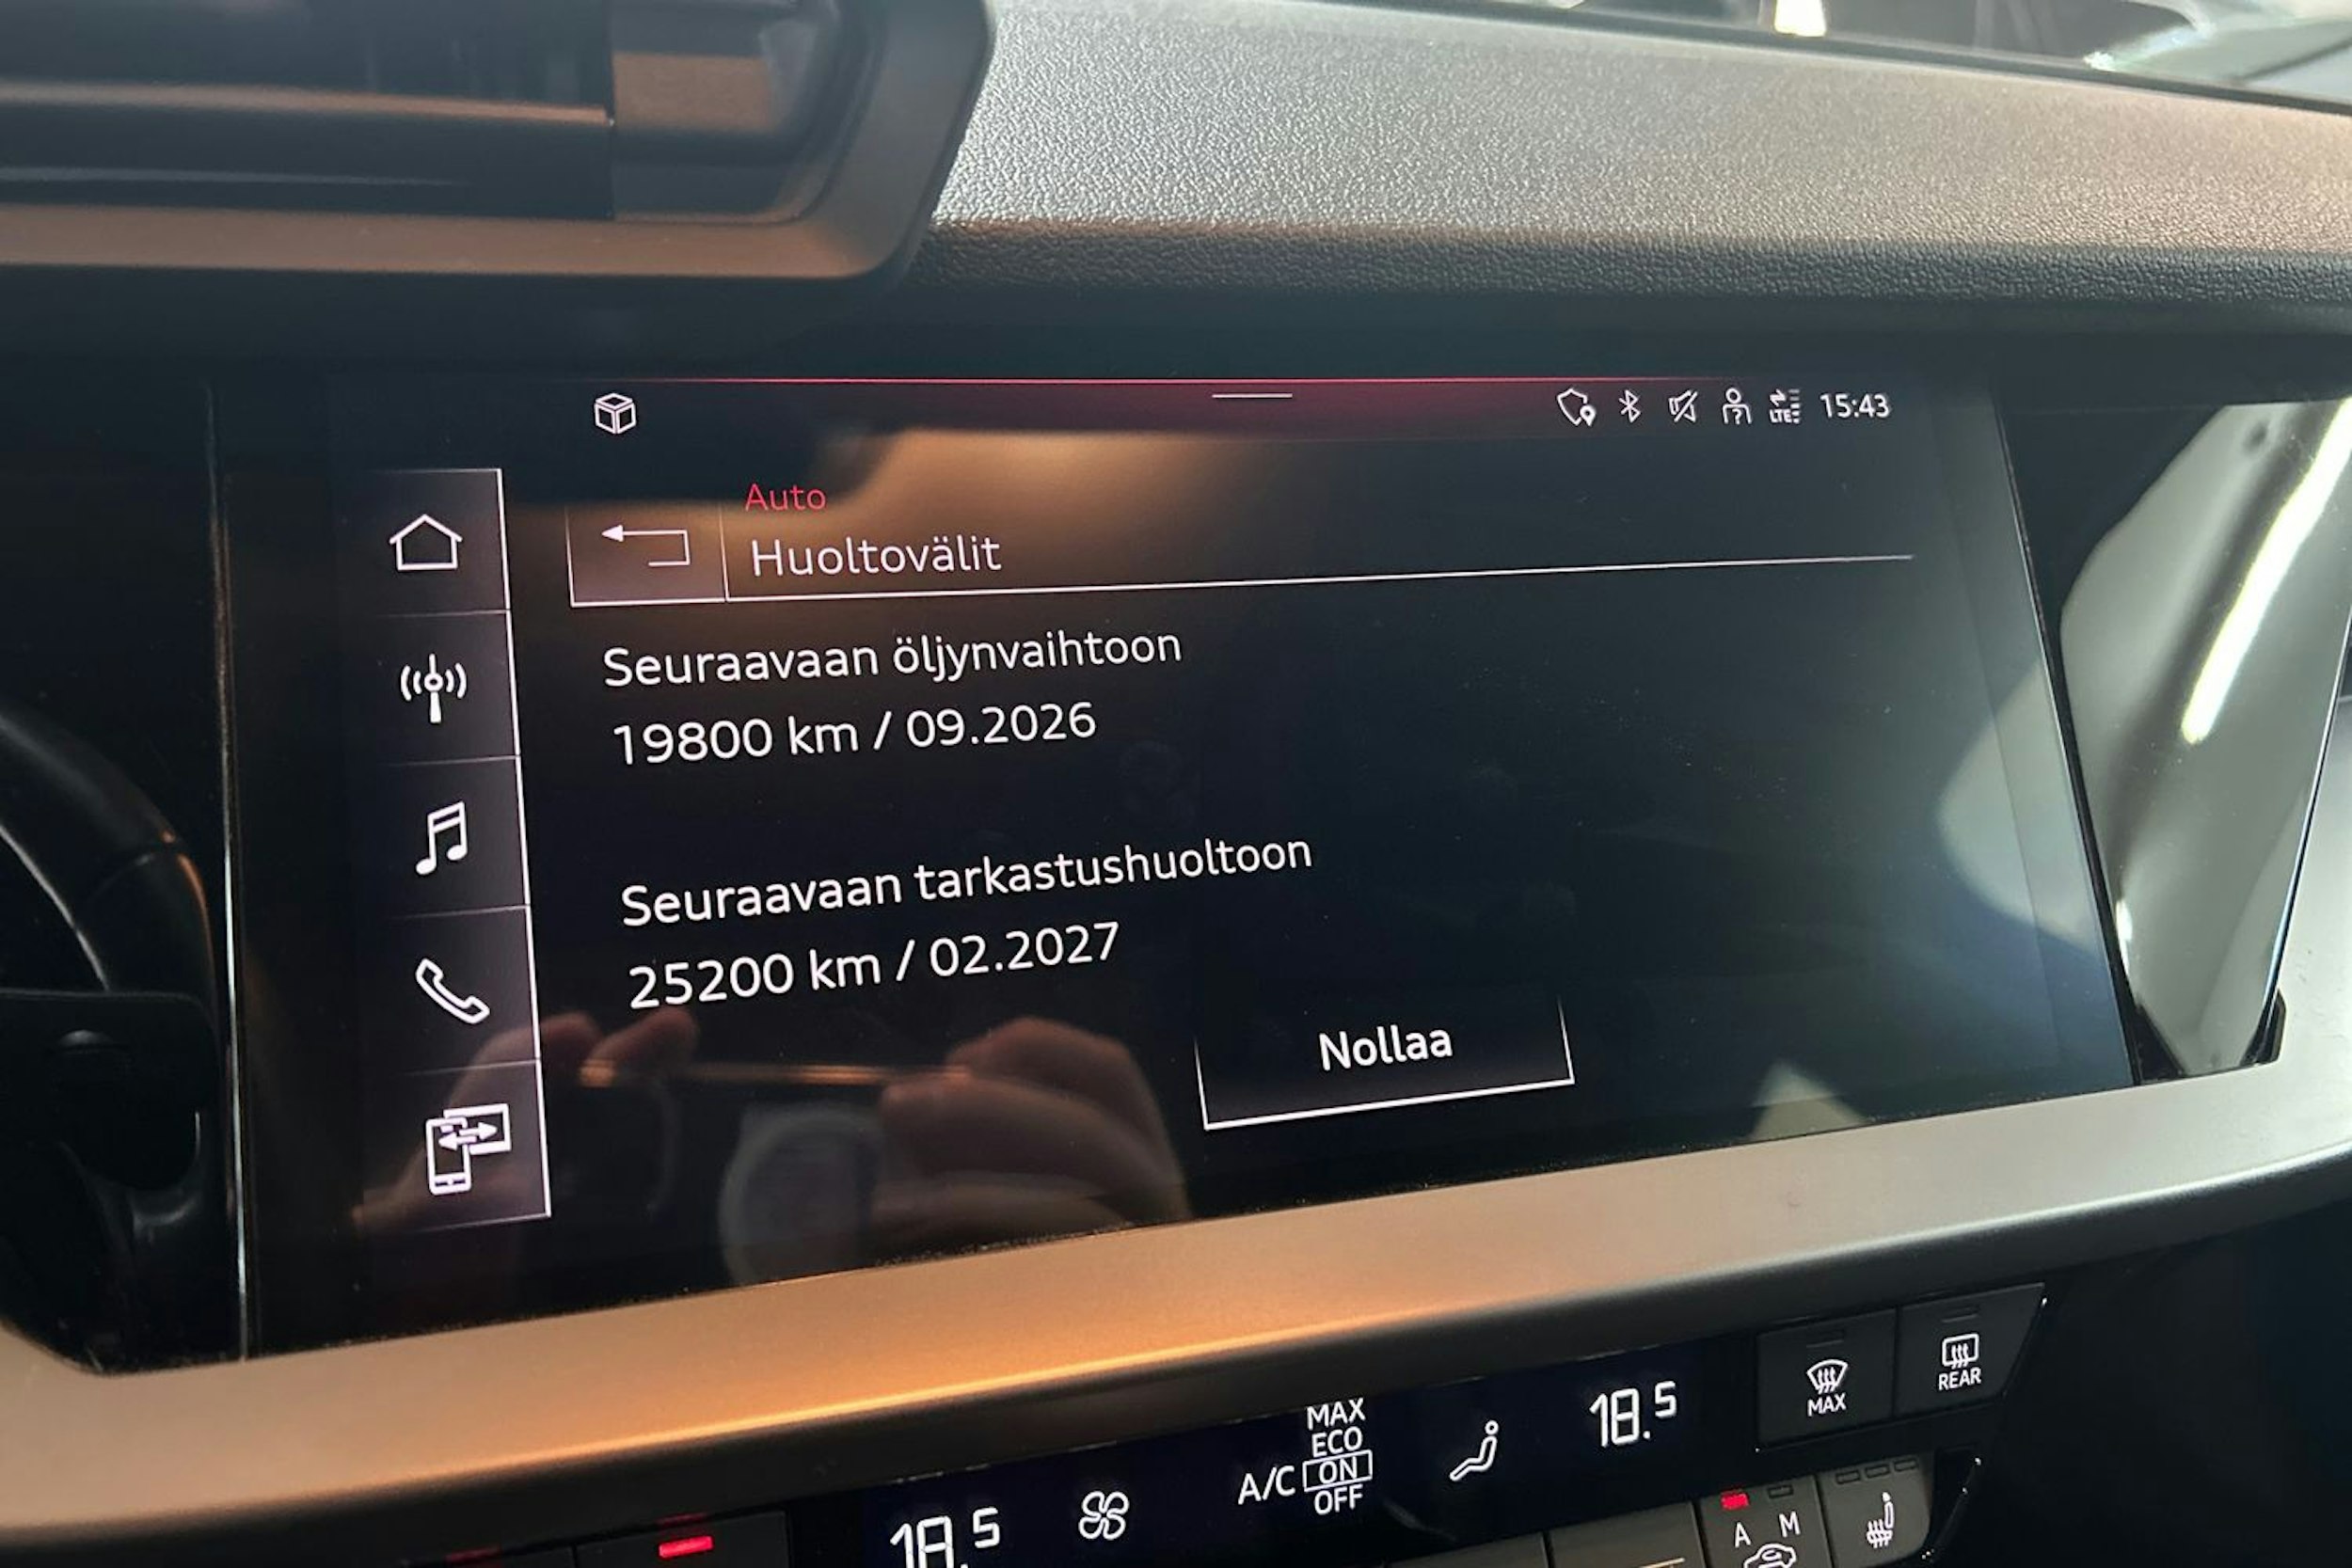 LTE 15:43
Auto
Huoltovälit
Seuraavaan öljynvaihtoon
19800 km / 09.2026
Seuraavaan tarkastushuoltoon
25200 km / 02.2027
Nollaa
MAX
REAR
MAX
ECO
A/C ON
OFF
18.5
18.5
A M